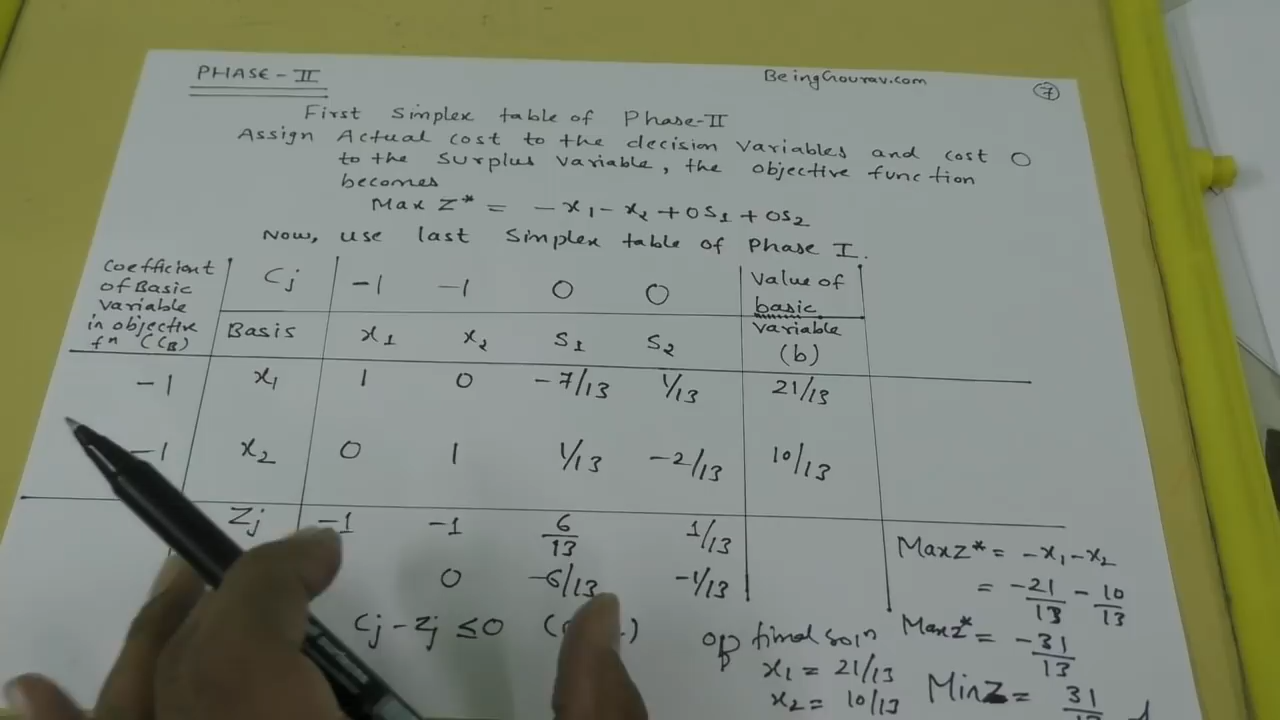 PHASE-II
BeingGourav.com
7
First Simplex table of Phase-II
Assign Actual cost to the decision variables and cost 0
to the surplus variable, the objective function
becomes
Max Z* = -x1 - x2 + 0S1 + 0S2
Now, use last simplex table of Phase I.
Coefficient of Basic Variable in objective fn (CB)
Cj -1 -1 0 0 Value of basic variable (b)
Basis x1 x2 S1 S2
-1 x1 1 0 -7/13 1/13 21/13
-1 x2 0 1 1/13 -2/13 10/13
Zj -1 -1 6/13 1/13
0 -6/13 -1/13
Cj - Zj ≤ 0
Max Z* = -x1 - x2
= -21/13 - 10/13
Max Z* = -31/13
optimal soln
x1 = 21/13
x2 = 10/13
Min Z = 31